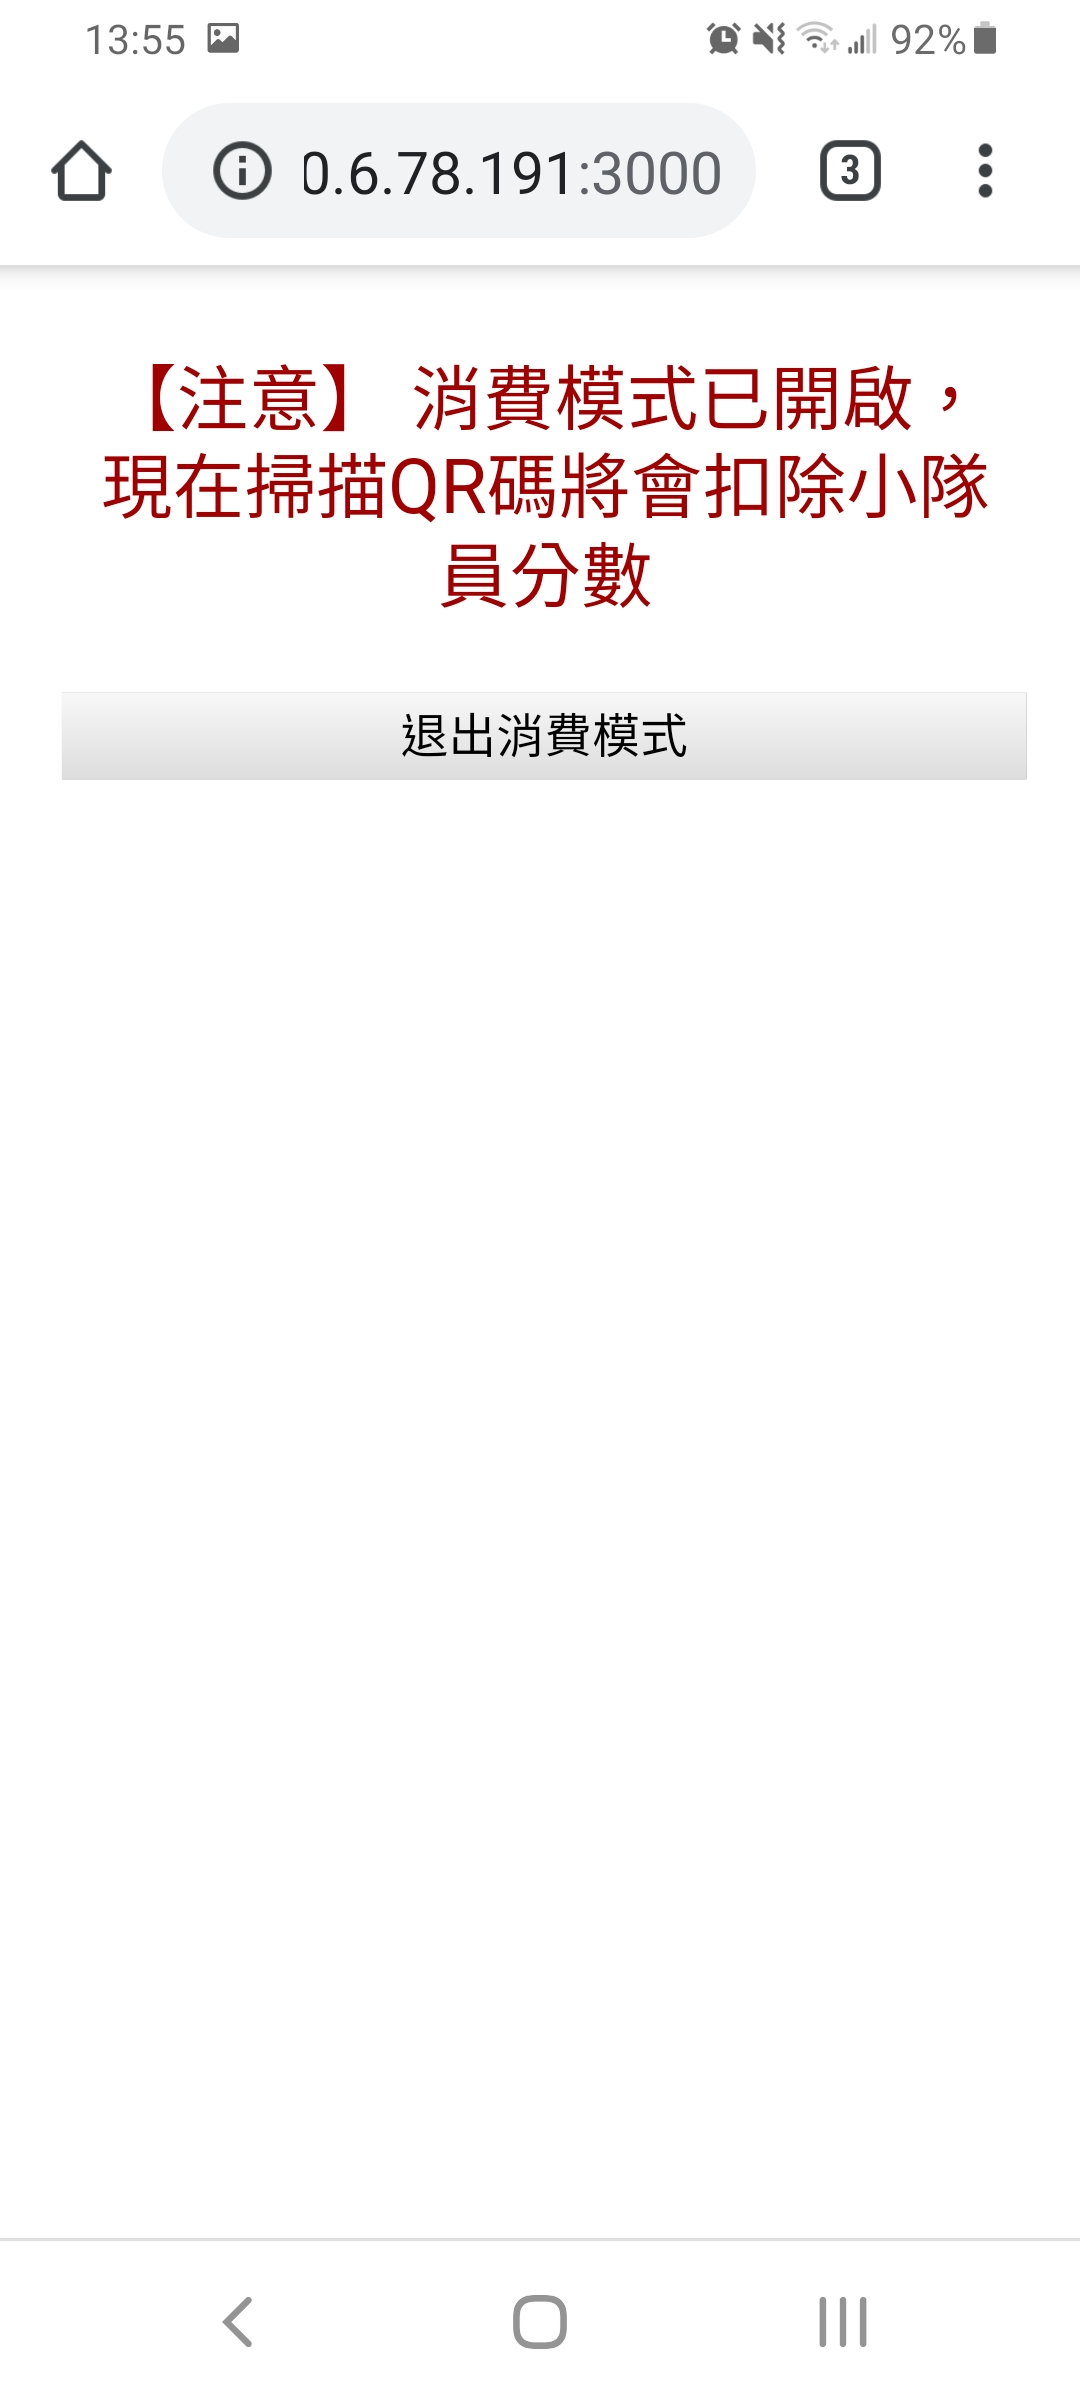 13:55
92%
0.6.78.191:3000
3
【注意】 消費模式已開啟，
現在掃描QR碼將會扣除小隊
員分數
退出消費模式